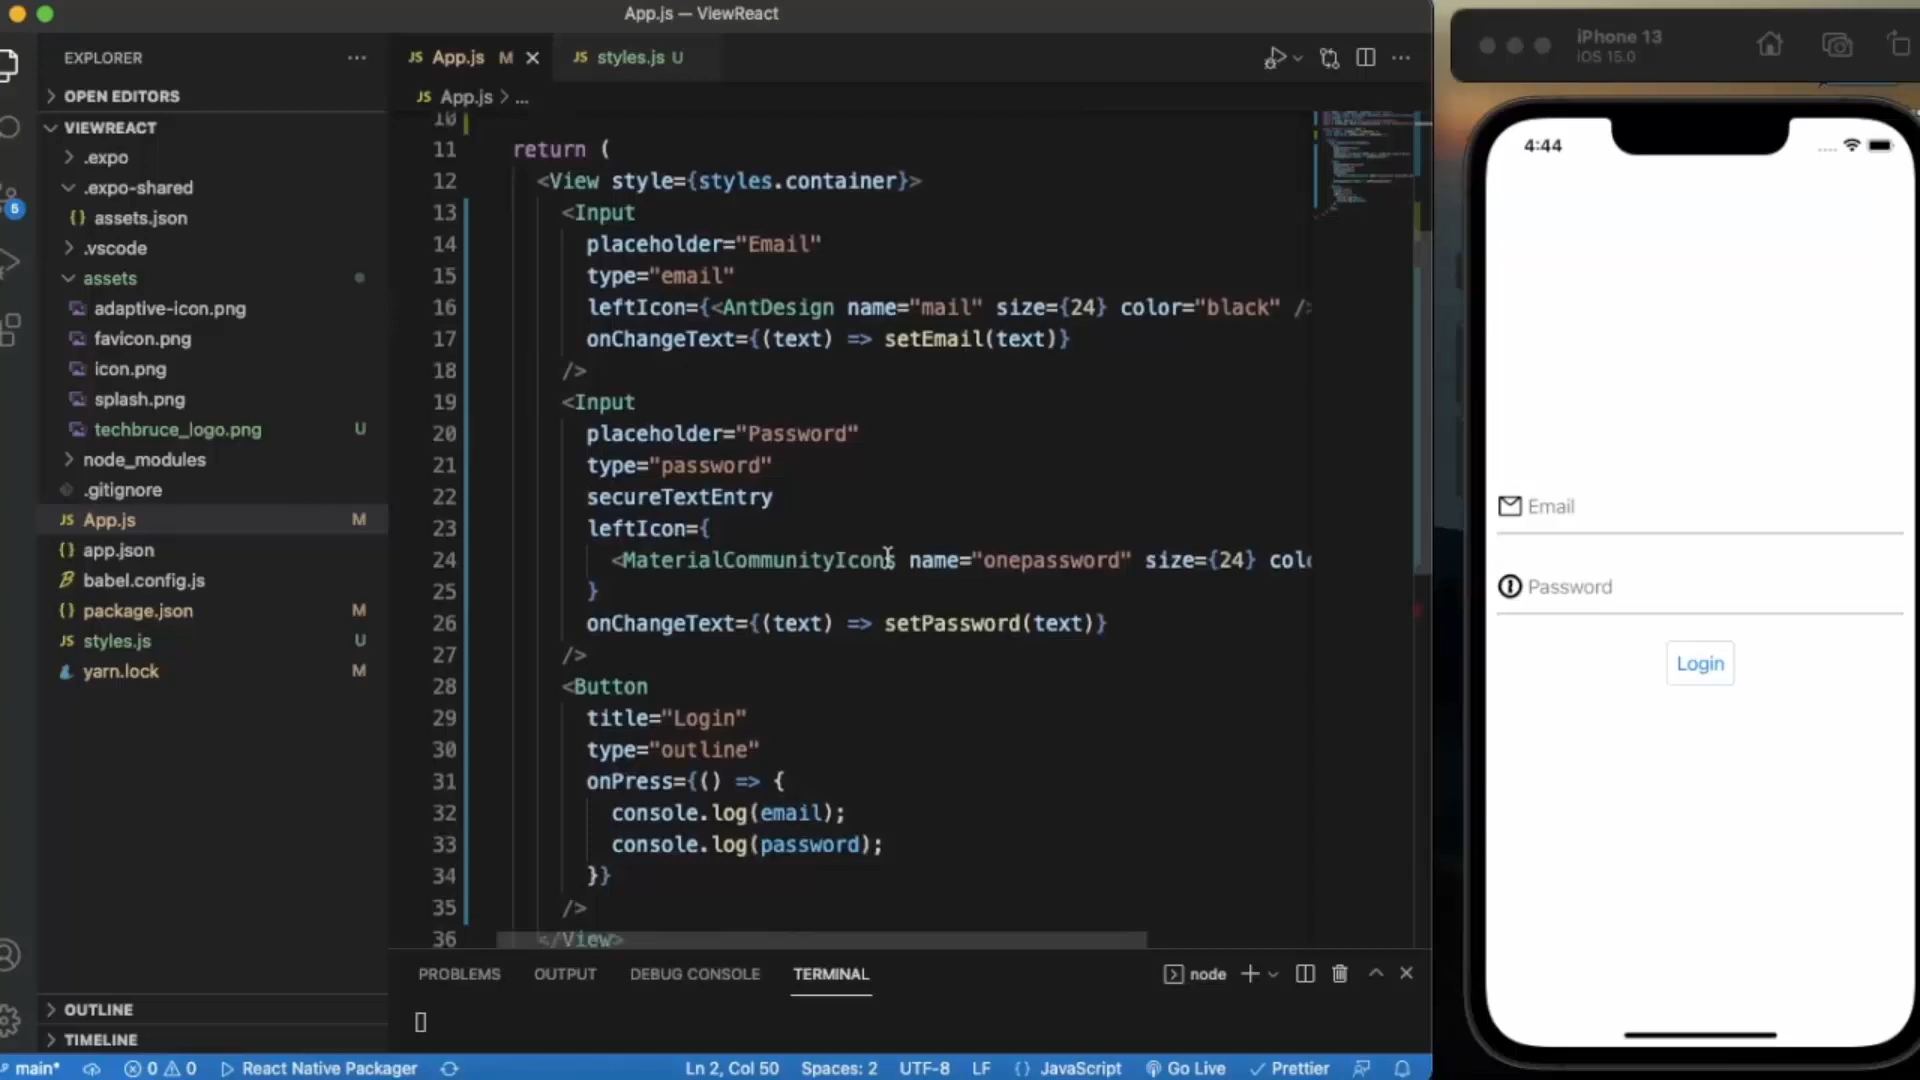 App.js — ViewReact
EXPLORER
OPEN EDITORS
VIEWREACT
.expo
.expo-shared
{} assets.json
.vscode
assets
adaptive-icon.png
favicon.png
icon.png
splash.png
techbruce_logo.png U
node_modules
.gitignore
JS App.js M
{} app.json
babel.config.js
{} package.json M
JS styles.js U
yarn.lock M
OUTLINE
TIMELINE
5
JS App.js M
JS styles.js U
JS App.js > ...
10
11 return (
12 <View style={styles.container}>
13 <Input
14 placeholder="Email"
15 type="email"
16 leftIcon={<AntDesign name="mail" size={24} color="black" />
17 onChangeText={(text) => setEmail(text)}
18 />
19 <Input
20 placeholder="Password"
21 type="password"
22 secureTextEntry
23 leftIcon={
24 <MaterialCommunityIcons name="onepassword" size={24} colo
25 }
26 onChangeText={(text) => setPassword(text)}
27 />
28 <Button
29 title="Login"
30 type="outline"
31 onPress={() => {
32 console.log(email);
33 console.log(password);
34 }}
35 />
36 </View>
PROBLEMS OUTPUT DEBUG CONSOLE TERMINAL
node
main* 0 0 React Native Packager
Ln 2, Col 50 Spaces: 2 UTF-8 LF {} JavaScript Go Live Prettier
iPhone 13
iOS 15.0
4:44
Email
Password
Login